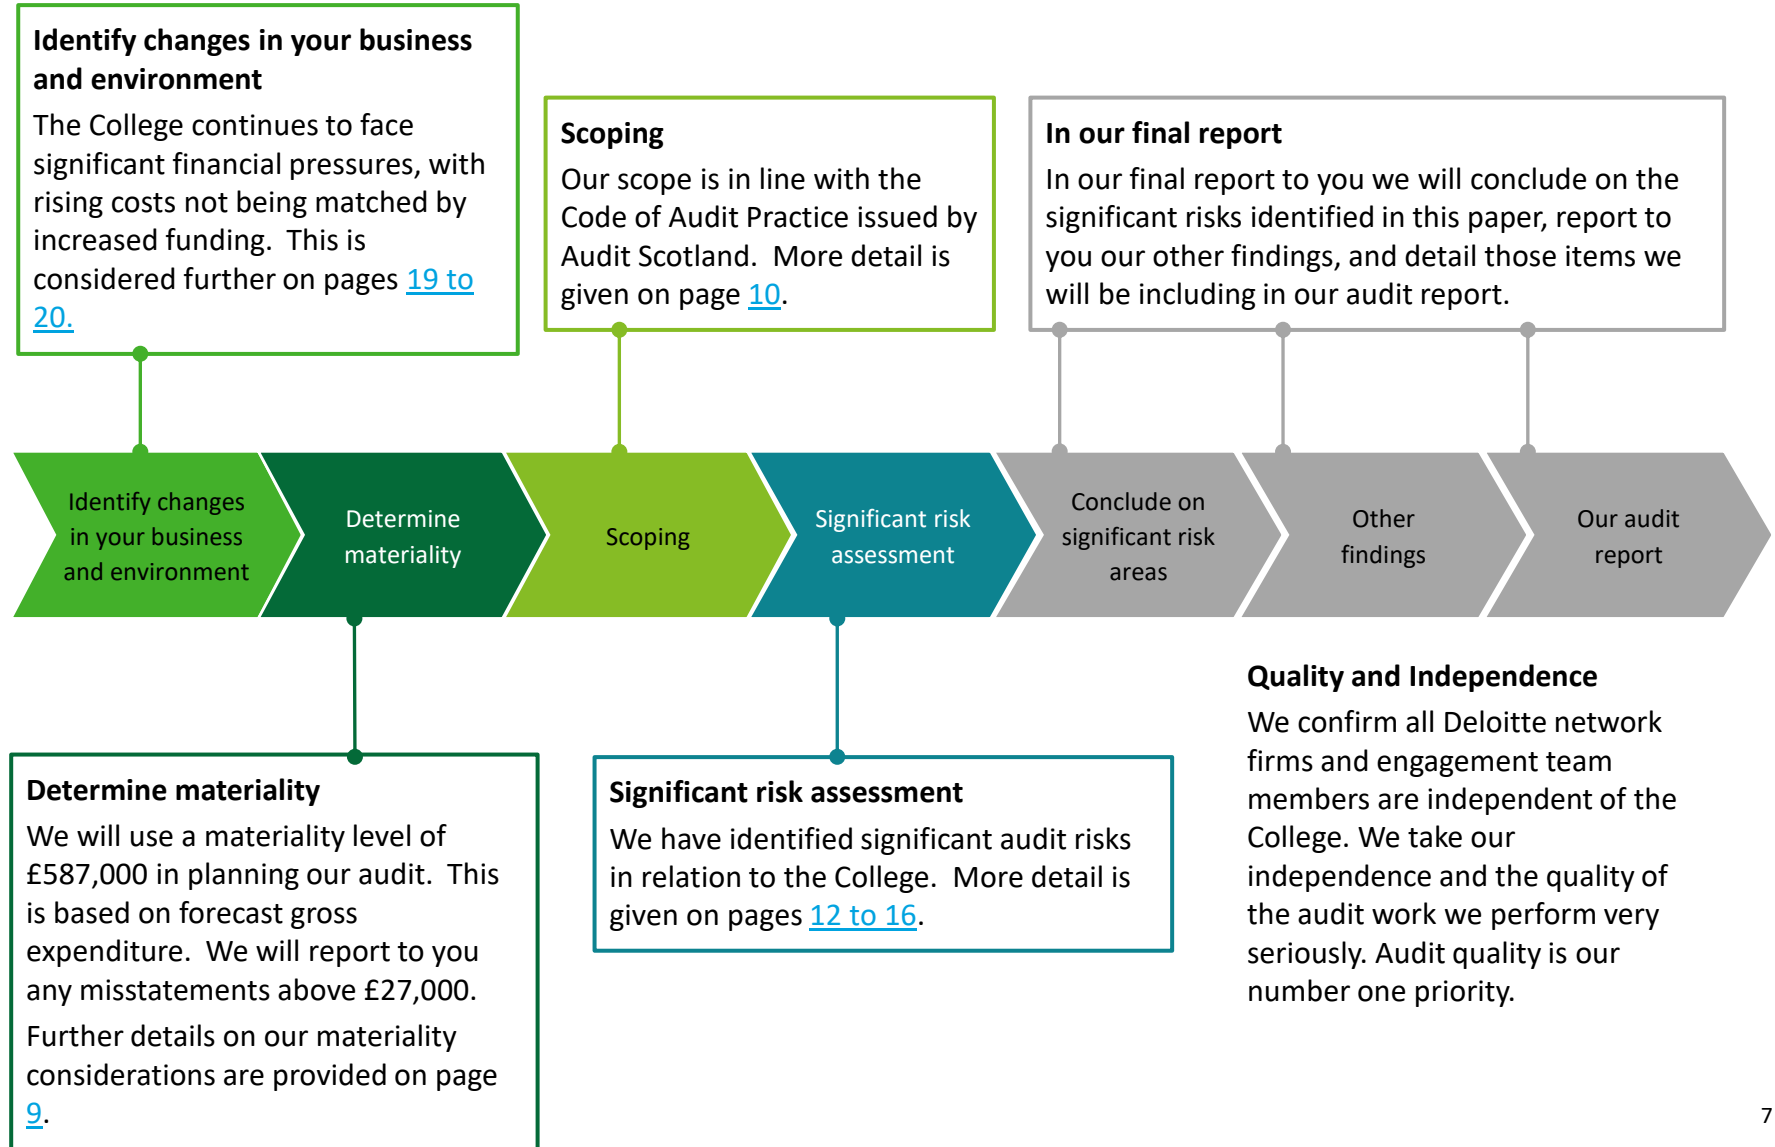 Identify changes in your business
and environment
The College continues to face
significant financial pressures, with
rising costs not being matched by
increased funding.  This is
considered further on pages 19 to
20.
Scoping
Our scope is in line with the
Code of Audit Practice issued by
Audit Scotland.  More detail is
given on page 10.
In our final report
In our final report to you we will conclude on the
significant risks identified in this paper, report to
you our other findings, and detail those items we
will be including in our audit report.
Identify changes
in your business
and environment
Determine
materiality
Scoping
Significant risk
assessment
Conclude on
significant risk
areas
Other
findings
Our audit
report
Determine materiality
We will use a materiality level of
£587,000 in planning our audit.  This
is based on forecast gross
expenditure.  We will report to you
any misstatements above £27,000.
Further details on our materiality
considerations are provided on page
9.
Significant risk assessment
We have identified significant audit risks
in relation to the College.  More detail is
given on pages 12 to 16.
Quality and Independence
We confirm all Deloitte network
firms and engagement team
members are independent of the
College. We take our
independence and the quality of
the audit work we perform very
seriously. Audit quality is our
number one priority.
7